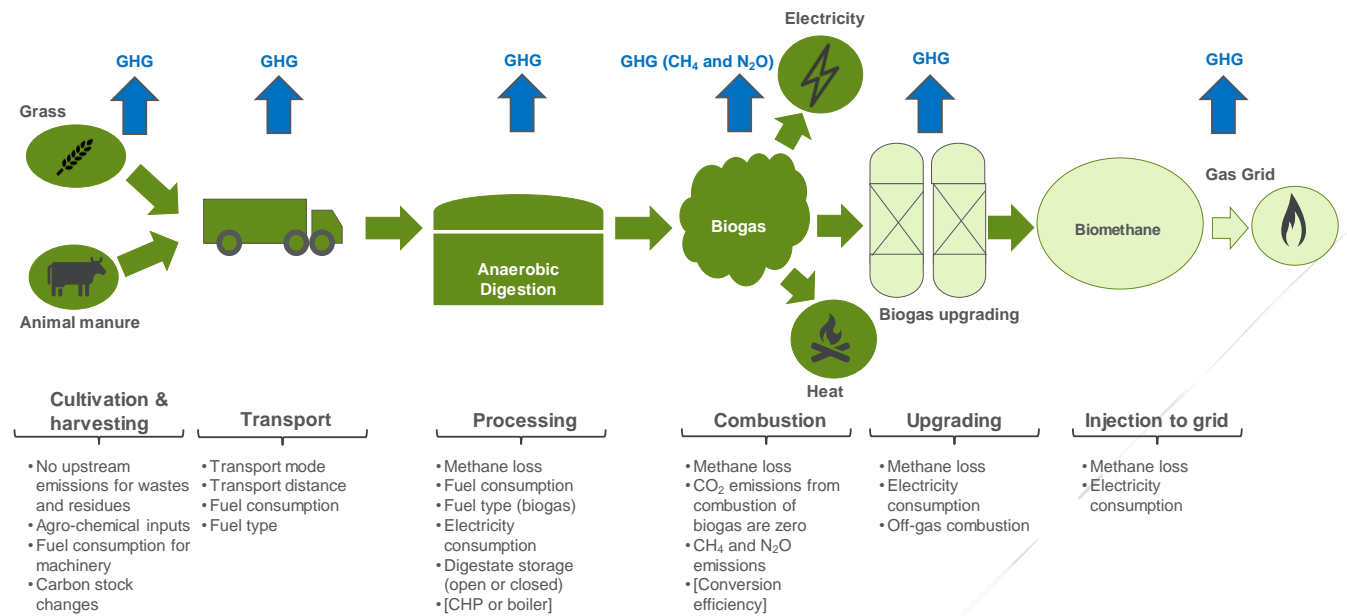 Electricity
GHG
GHG
GHG
GHG (CH₄ and N₂O)
GHG
GHG
Grass
Animal manure
Anaerobic
Digestion
Biogas
Heat
Biogas upgrading
Biomethane
Gas Grid
Cultivation &
harvesting
• No upstream
emissions for wastes
and residues
• Agro-chemical inputs
• Fuel consumption for
machinery
• Carbon stock
changes
Transport
• Transport mode
• Transport distance
• Fuel consumption
• Fuel type
Processing
• Methane loss
• Fuel consumption
• Fuel type (biogas)
• Electricity
consumption
• Digestate storage
(open or closed)
• [CHP or boiler]
Combustion
• Methane loss
• CO₂ emissions from
combustion of
biogas are zero
• CH₄ and N₂O
emissions
• [Conversion
efficiency]
Upgrading
• Methane loss
• Electricity
consumption
• Off-gas combustion
Injection to grid
• Methane loss
• Electricity
consumption